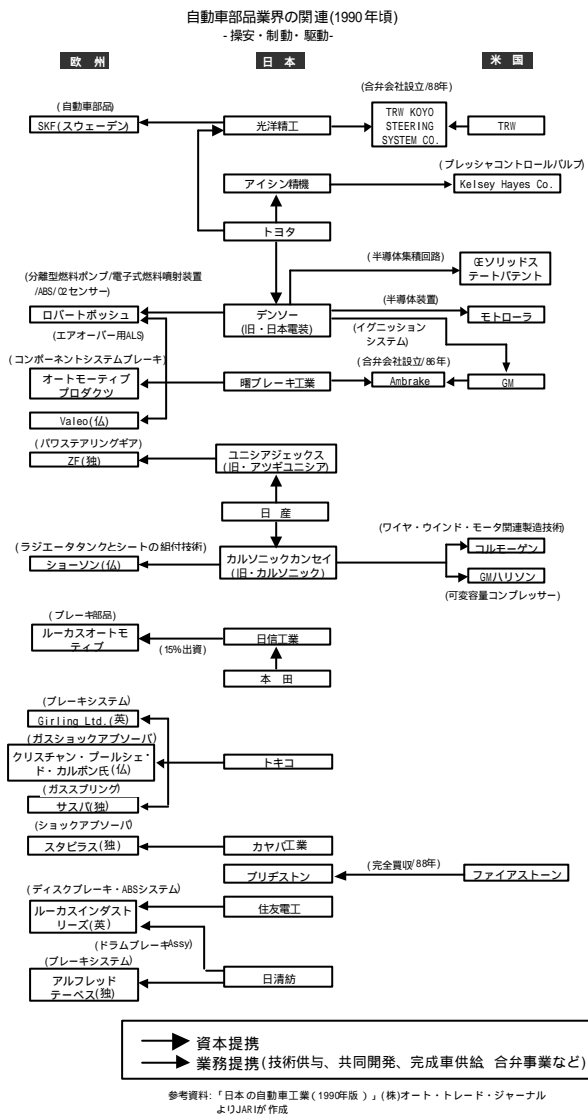 自動車部品業界の関連(1990年頃)
- 操安・制動・駆動-
欧 州
日 本
米 国
(自動車部品)
SKF(スウェーデン)
光洋精工
(合弁会社設立/88年)
TRW KOYO
STEERING
SYSTEM CO.
TRW
アイシン精機
(プレッシャコントロールバルブ)
Kelsey Hayes Co.
トヨタ
(分離型燃料ポンプ/電子式燃料噴射装置
/ABS/O2センサー)
ロバートボッシュ
(エアオーバー用ALS)
デンソー
(旧・日本電装)
(半導体集積回路)
GEソリッドス
テートパテント
(半導体装置)
モトローラ
(イグニッション
システム)
(コンポーネントシステムブレーキ)
オートモーティブ
プロダクツ
曙ブレーキ工業
(合弁会社設立/86年)
Ambrake
GM
Valeo(仏)
(パワステアリングギア)
ZF(独)
ユニシアジェックス
(旧・アツギユニシア)
日 産
(ラジエータタンクとシートの組付技術)
ショーソン(仏)
カルソニックカンセイ
(旧・カルソニック)
(ワイヤ・ウインド・モータ関連製造技術)
コルモーゲン
GMハリソン
(可変容量コンプレッサー)
(ブレーキ部品)
ルーカスオートモ
ティブ
(15%出資)
日信工業
本 田
(ブレーキシステム)
Girling Ltd.(英)
(ガスショックアブソーバ)
クリスチャン・ブールシェ・
ド・カルボン氏(仏)
トキコ
(ガススプリング)
サスパ(独)
(ショックアブソーバ)
スタビラス(独)
カヤバ工業
ブリヂストン
(完全買収/88年)
ファイアストーン
(ディスクブレーキ・ABSシステム)
ルーカスインダスト
リーズ(英)
住友電工
(ドラムブレーキAssy)
(ブレーキシステム)
アルフレッド
テーベス(独)
日清紡
資本提携
業務提携(技術供与、共同開発、完成車供給 合弁事業など)
参考資料:「日本の自動車工業(1990年版)」(株)オート・トレード・ジャーナル
よりJARIが作成